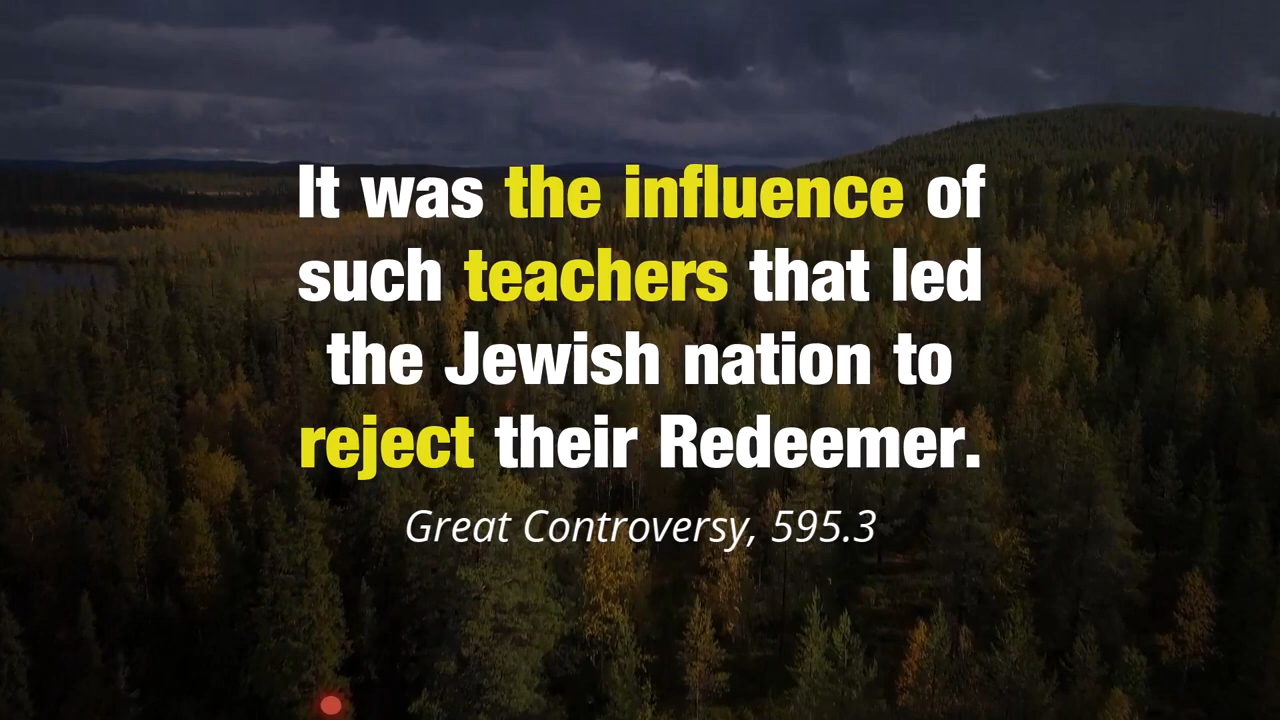 It was the influence of
such teachers that led
the Jewish nation to
reject their Redeemer.
Great Controversy, 595.3